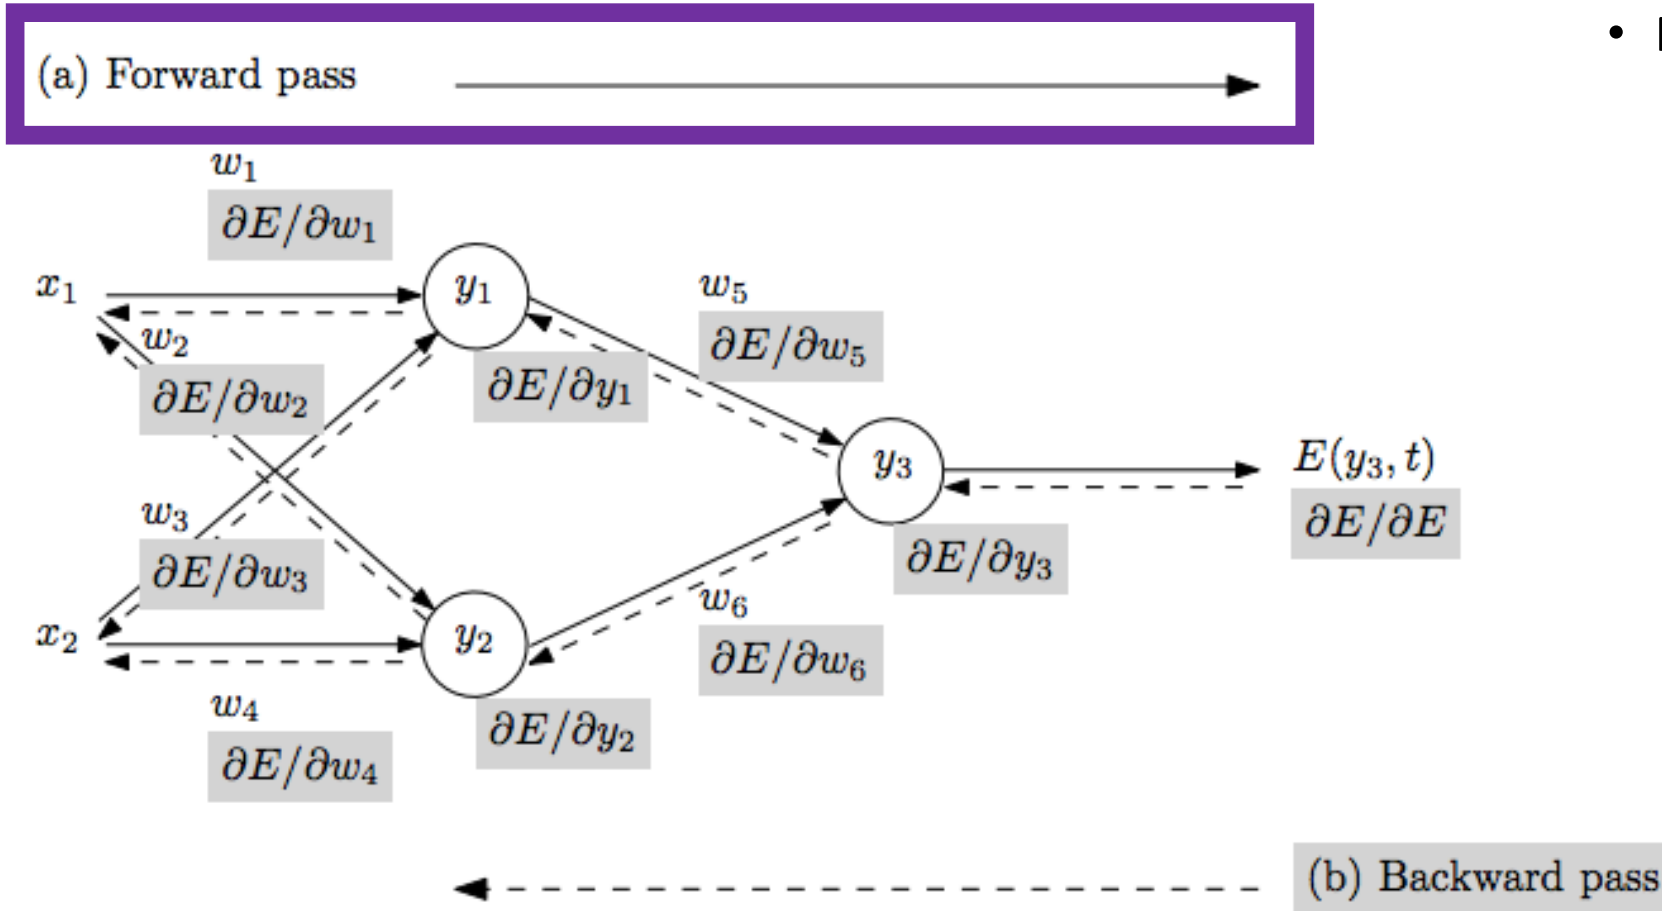 (a) Forward pass
•
w₁
∂E/∂w₁
x₁
y₁
w₅
∂E/∂w₅
w₂
∂E/∂w₂
∂E/∂y₁
y₃
E(y₃, t)
∂E/∂E
w₃
∂E/∂w₃
∂E/∂y₃
x₂
y₂
w₆
∂E/∂w₆
w₄
∂E/∂w₄
∂E/∂y₂
(b) Backward pass